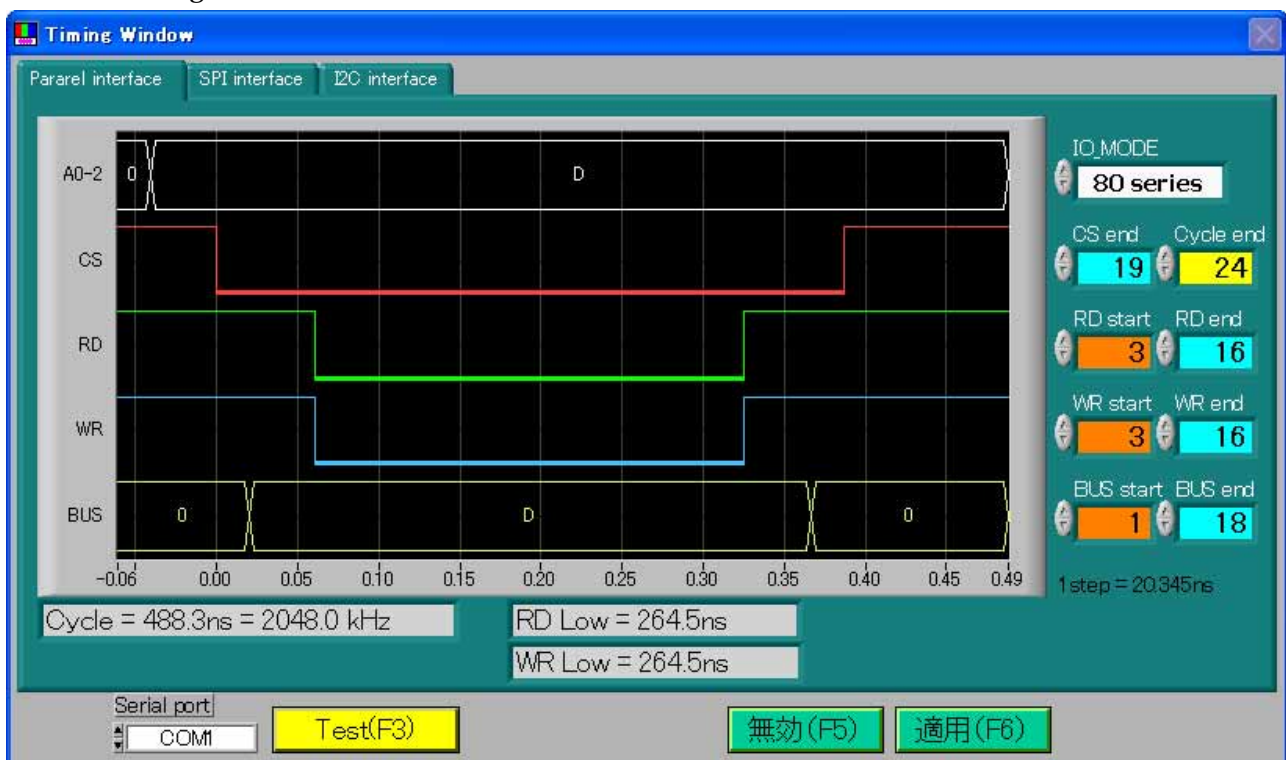 Timing Window
Pararel interface SPI interface I2C interface
A0-2 0 D
CS
RD
WR
BUS 0 D 0
-0.06 0.00 0.05 0.10 0.15 0.20 0.25 0.30 0.35 0.40 0.45 0.49
IO_MODE
80 series
CS end Cycle end
19 24
RD start RD end
3 16
WR start WR end
3 16
BUS start BUS end
1 18
1step = 20.345ns
Cycle = 488.3ns = 2048.0 kHz
RD Low = 264.5ns
WR Low = 264.5ns
Serial port
COM1
Test(F3)
無効(F5) 適用(F6)